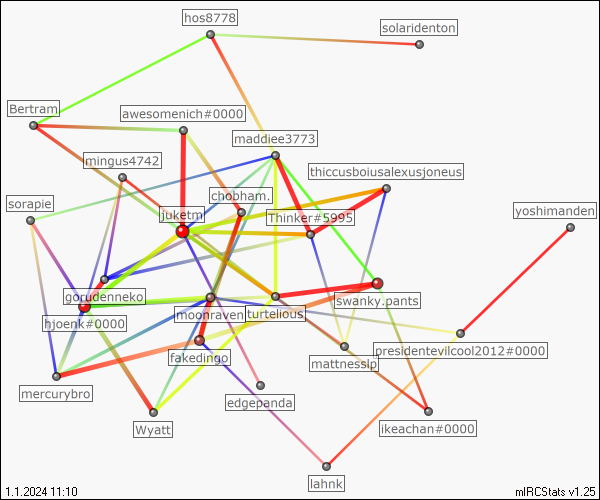 hos8778
solaridenton
Bertram
awesomenich#0000
maddiee3773
mingus4742
thiccusboiusalexusjoneus
chobham.
sorapie
juketm
Thinker#5995
yoshimanden
gorudenneko
swanky.pants
moonraven
turtelious
hjoenk#0000
presidentevilcool2012#0000
fakedingo
mattnessip
mercurybro
edgepanda
Wyatt
ikeachan#0000
lahnk
1.1.2024 11:10
mIRCStats v1.25